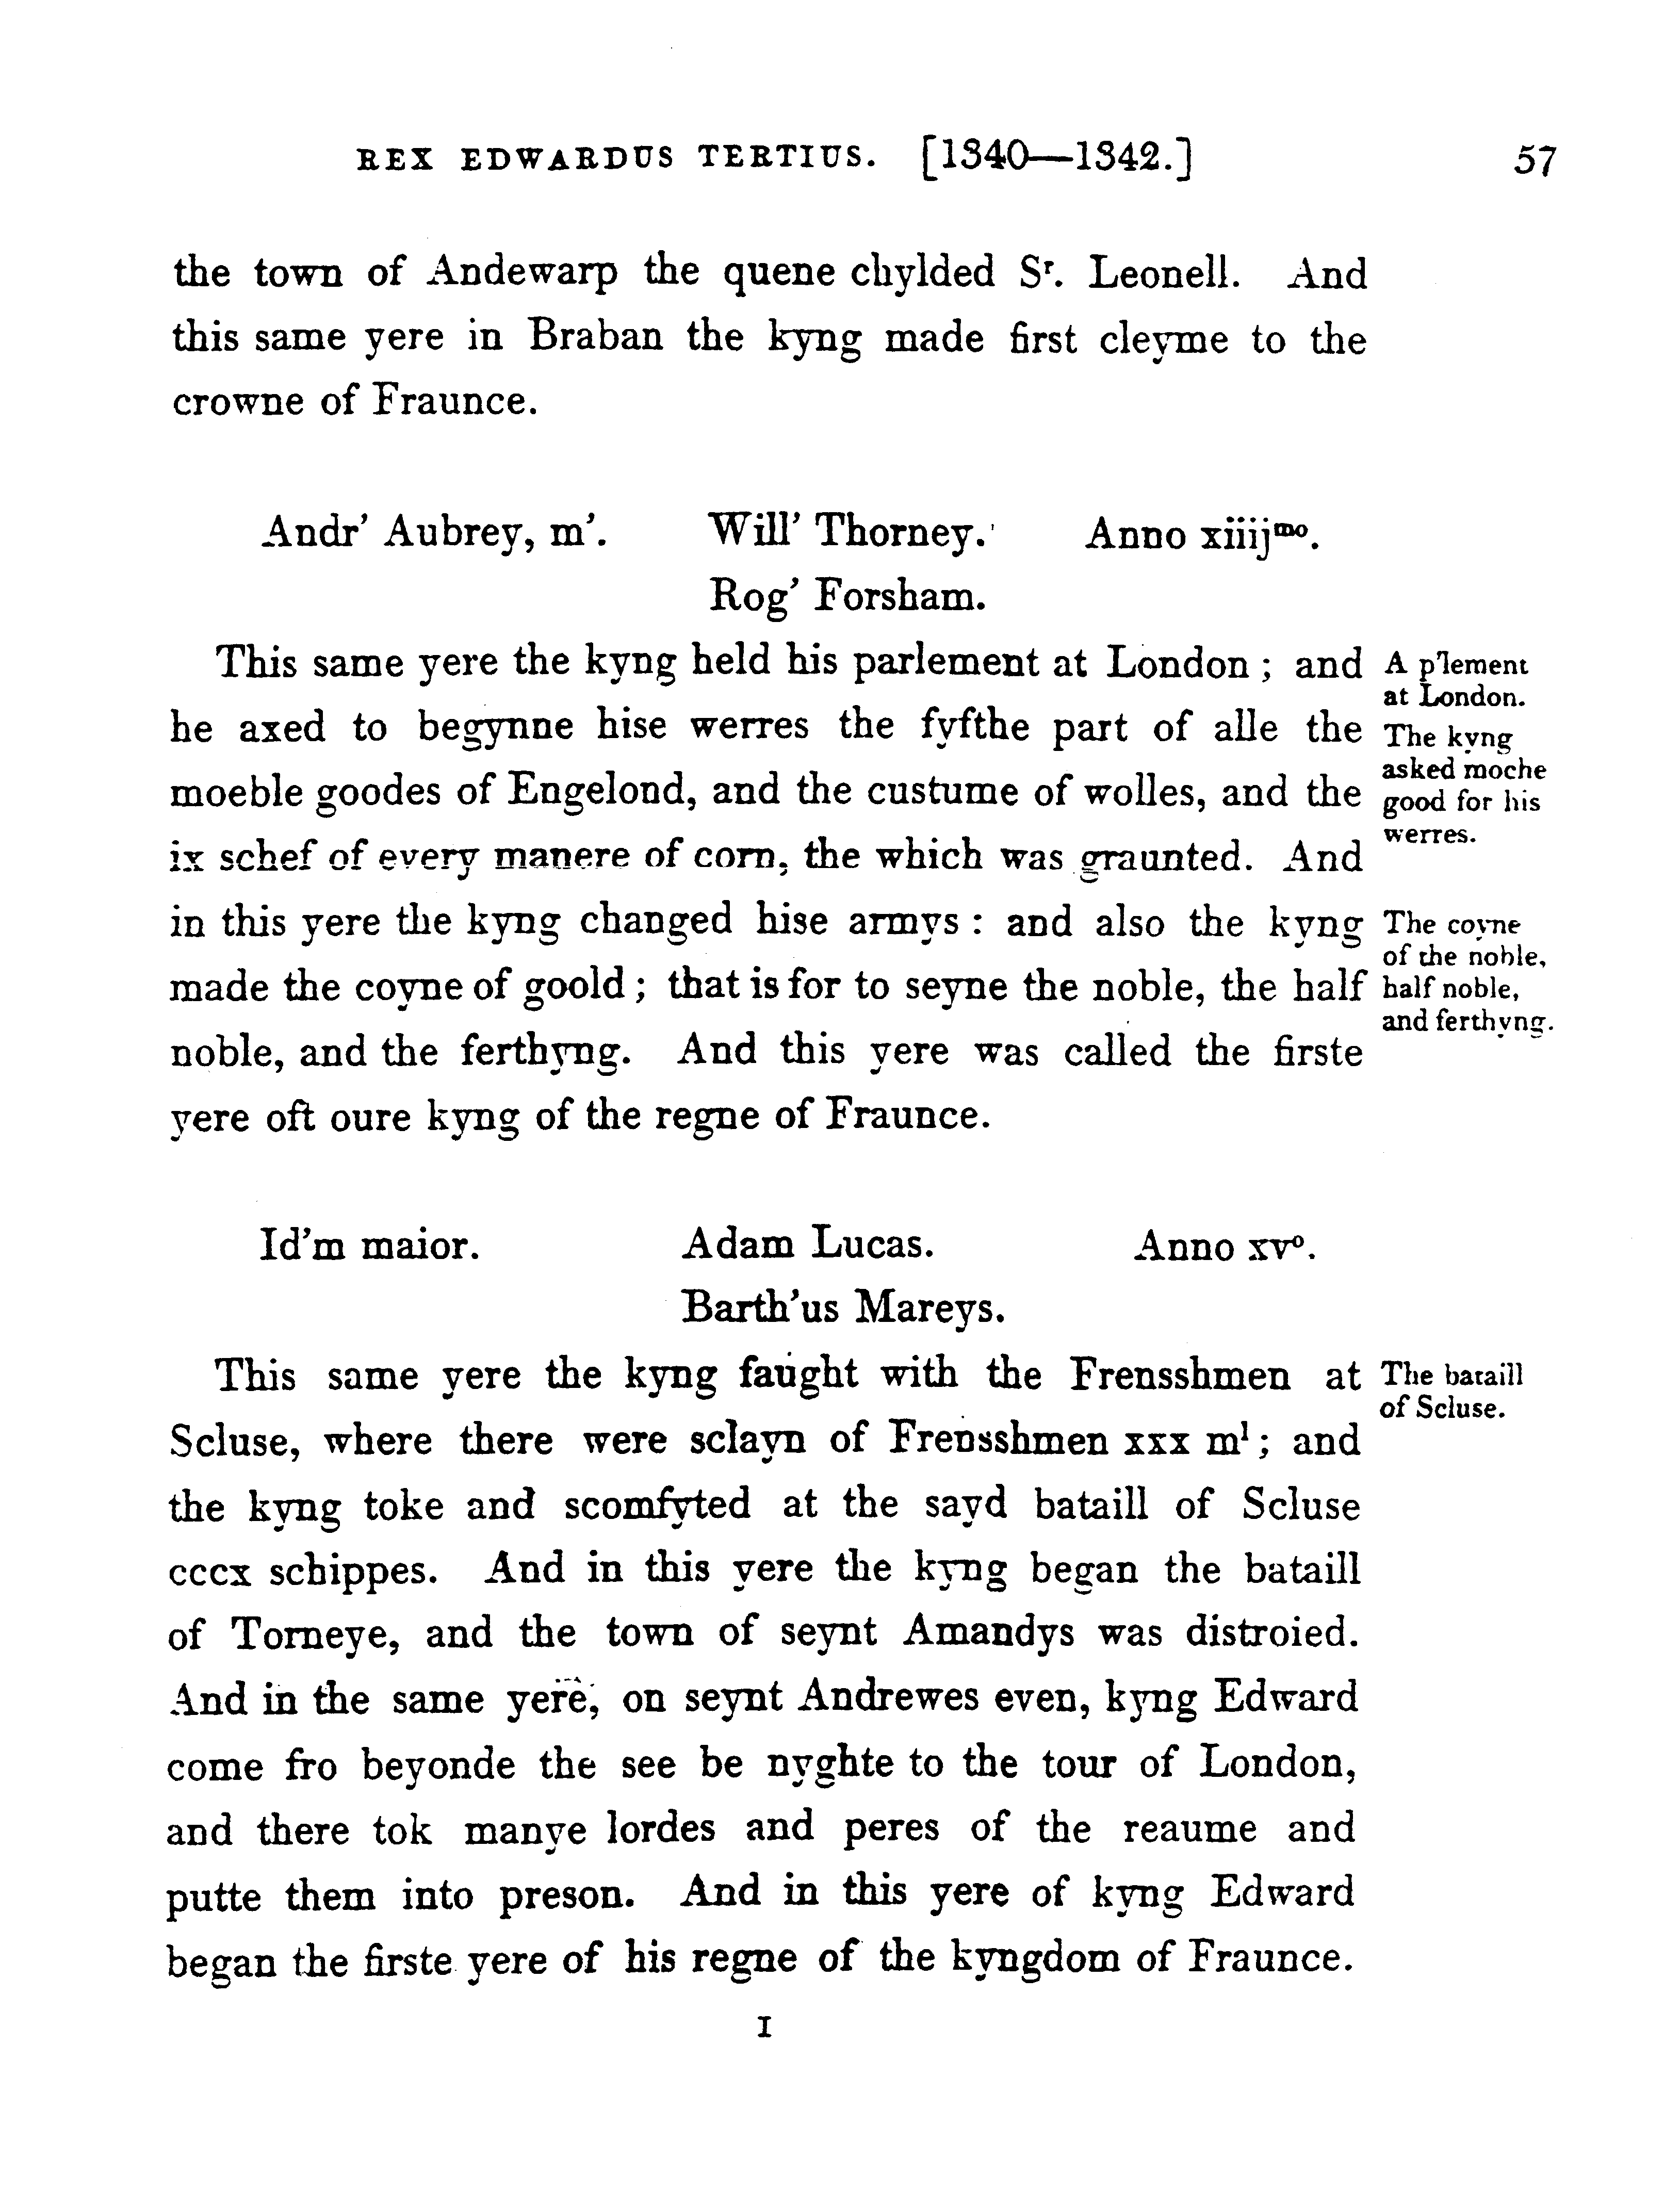 REX EDWARDUS TERTIUS. [1340—1342.] 57
the town of Andewarp the quene chylded Sʳ. Leonell. And
this same yere in Braban the kyng made first cleyme to the
crowne of Fraunce.
Andr' Aubrey, m'. Will' Thorney. Anno xiiijᵐᵒ.
Rog' Forsham.
This same yere the kyng held his parlement at London; and
he axed to begynne hise werres the fyfthe part of alle the
moeble goodes of Engelond, and the custume of wolles, and the
ix schef of every manere of corn, the which was graunted. And
in this yere the kyng changed hise armys: and also the kyng
made the coyne of goold; that is for to seyne the noble, the half
noble, and the ferthyng. And this yere was called the firste
yere oft oure kyng of the regne of Fraunce.
A p'lement
at London.
The kyng
asked moche
good for his
werres.
The coyne
of the noble,
half noble,
and ferthyng.
Id'm maior. Adam Lucas. Anno xvᵒ.
Barth'us Mareys.
This same yere the kyng faught with the Frensshmen at
Scluse, where there were sclayn of Frensshmen xxx mˡ; and
the kyng toke and scomfyted at the sayd bataill of Scluse
cccx schippes. And in this yere the kyng began the bataill
of Torneye, and the town of seynt Amandys was distroied.
And in the same yere, on seynt Andrewes even, kyng Edward
come fro beyonde the see be nyghte to the tour of London,
and there tok manye lordes and peres of the reaume and
putte them into preson. And in this yere of kyng Edward
began the firste yere of his regne of the kyngdom of Fraunce.
The bataill
of Scluse.
I